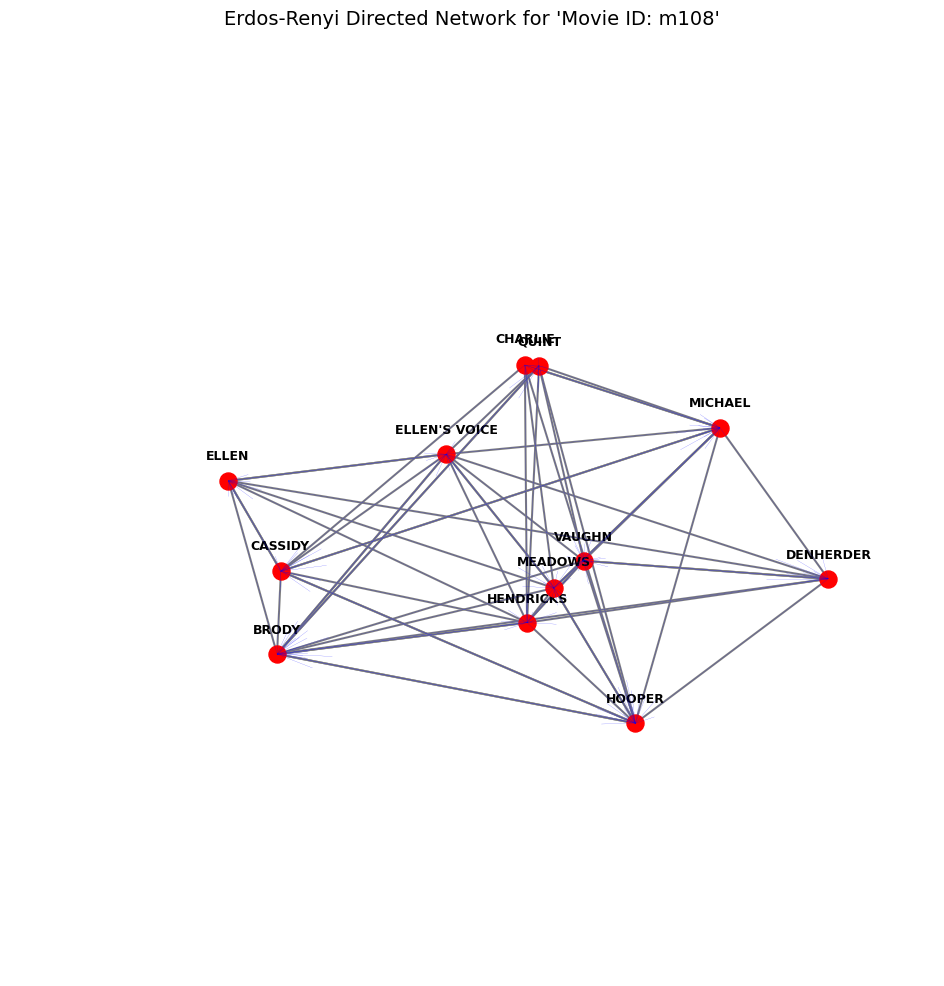 Erdos-Renyi Directed Network for 'Movie ID: m108'
CHARLIE
QUINT
MICHAEL
ELLEN'S VOICE
ELLEN
VAUGHN
CASSIDY
DENHERDER
MEADOWS
HENDRICKS
BRODY
HOOPER